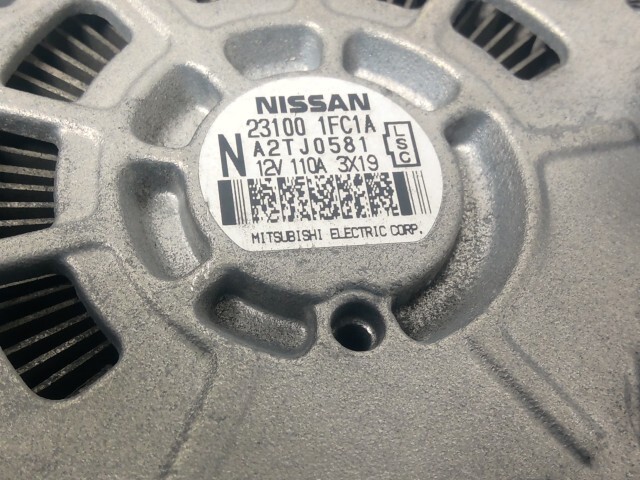 NISSAN
23100 1FC1A
N A2TJ0581
12V 110A 3X19
LSC
MITSUBISHI ELECTRIC CORP.